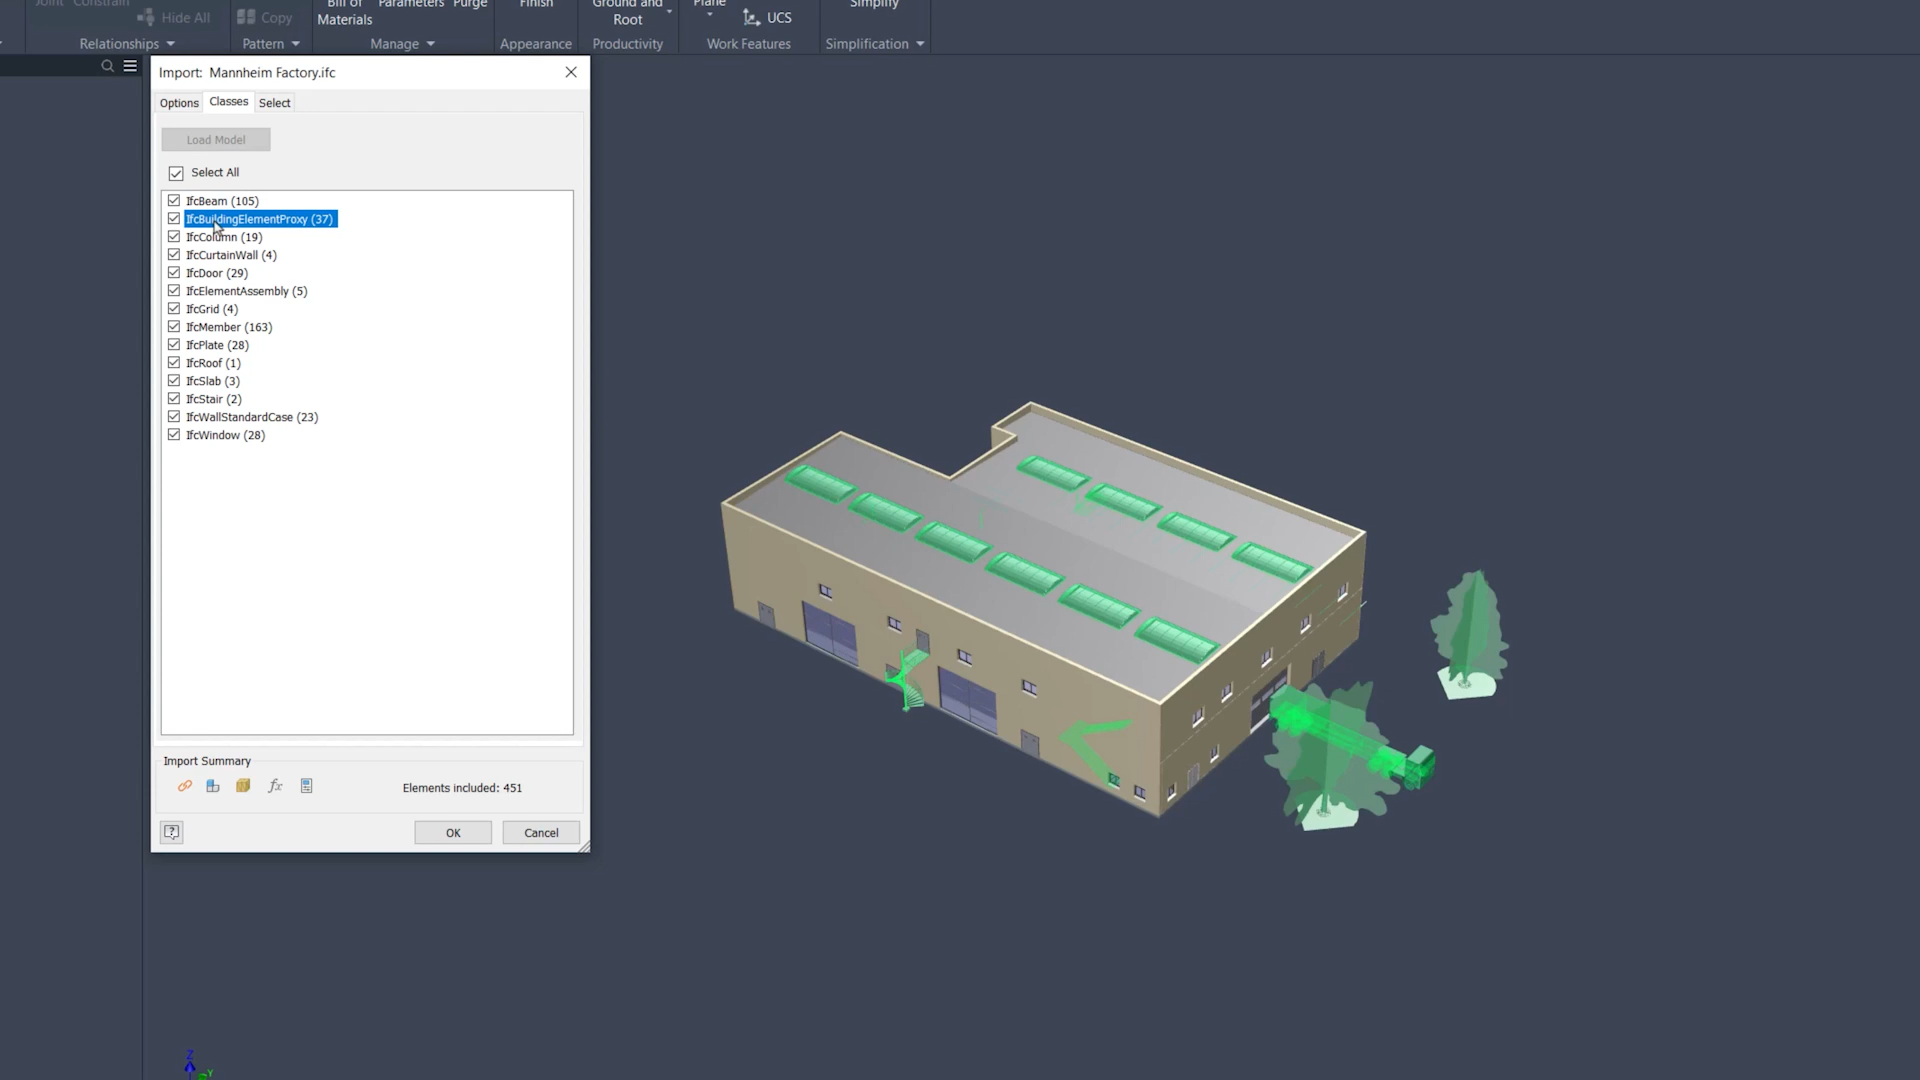 Joint Constrain
Hide All
Relationships
Copy
Pattern
Bill of
Materials
Parameters
Purge
Manage
Finish
Appearance
Ground and
Root
Productivity
Plane
UCS
Work Features
Simplify
Simplification
Import: Mannheim Factory.ifc
Options Classes Select
Load Model
Select All
IfcBeam (105)
IfcBuildingElementProxy (37)
IfcColumn (19)
IfcCurtainWall (4)
IfcDoor (29)
IfcElementAssembly (5)
IfcGrid (4)
IfcMember (163)
IfcPlate (28)
IfcRoof (1)
IfcSlab (3)
IfcStair (2)
IfcWallStandardCase (23)
IfcWindow (28)
Import Summary
fx
Elements included: 451
?
OK Cancel
Z
Y